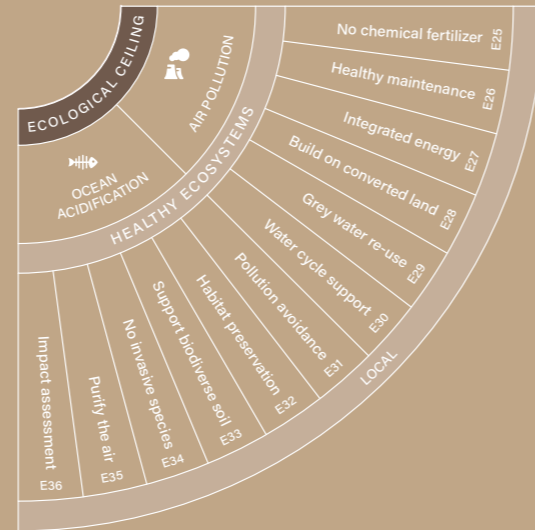 ECOLOGICAL CEILING
AIR POLLUTION
OCEAN
ACIDIFICATION
HEALTHY ECOSYSTEMS
No chemical fertilizer E25
Healthy maintenance E26
Integrated energy E27
Build on converted land E28
Grey water re-use E29
Water cycle support E30
Pollution avoidance E31
Habitat preservation E32
Support biodiverse soil E33
No invasive species E34
Purify the air E35
Impact assessment E36
LOCAL